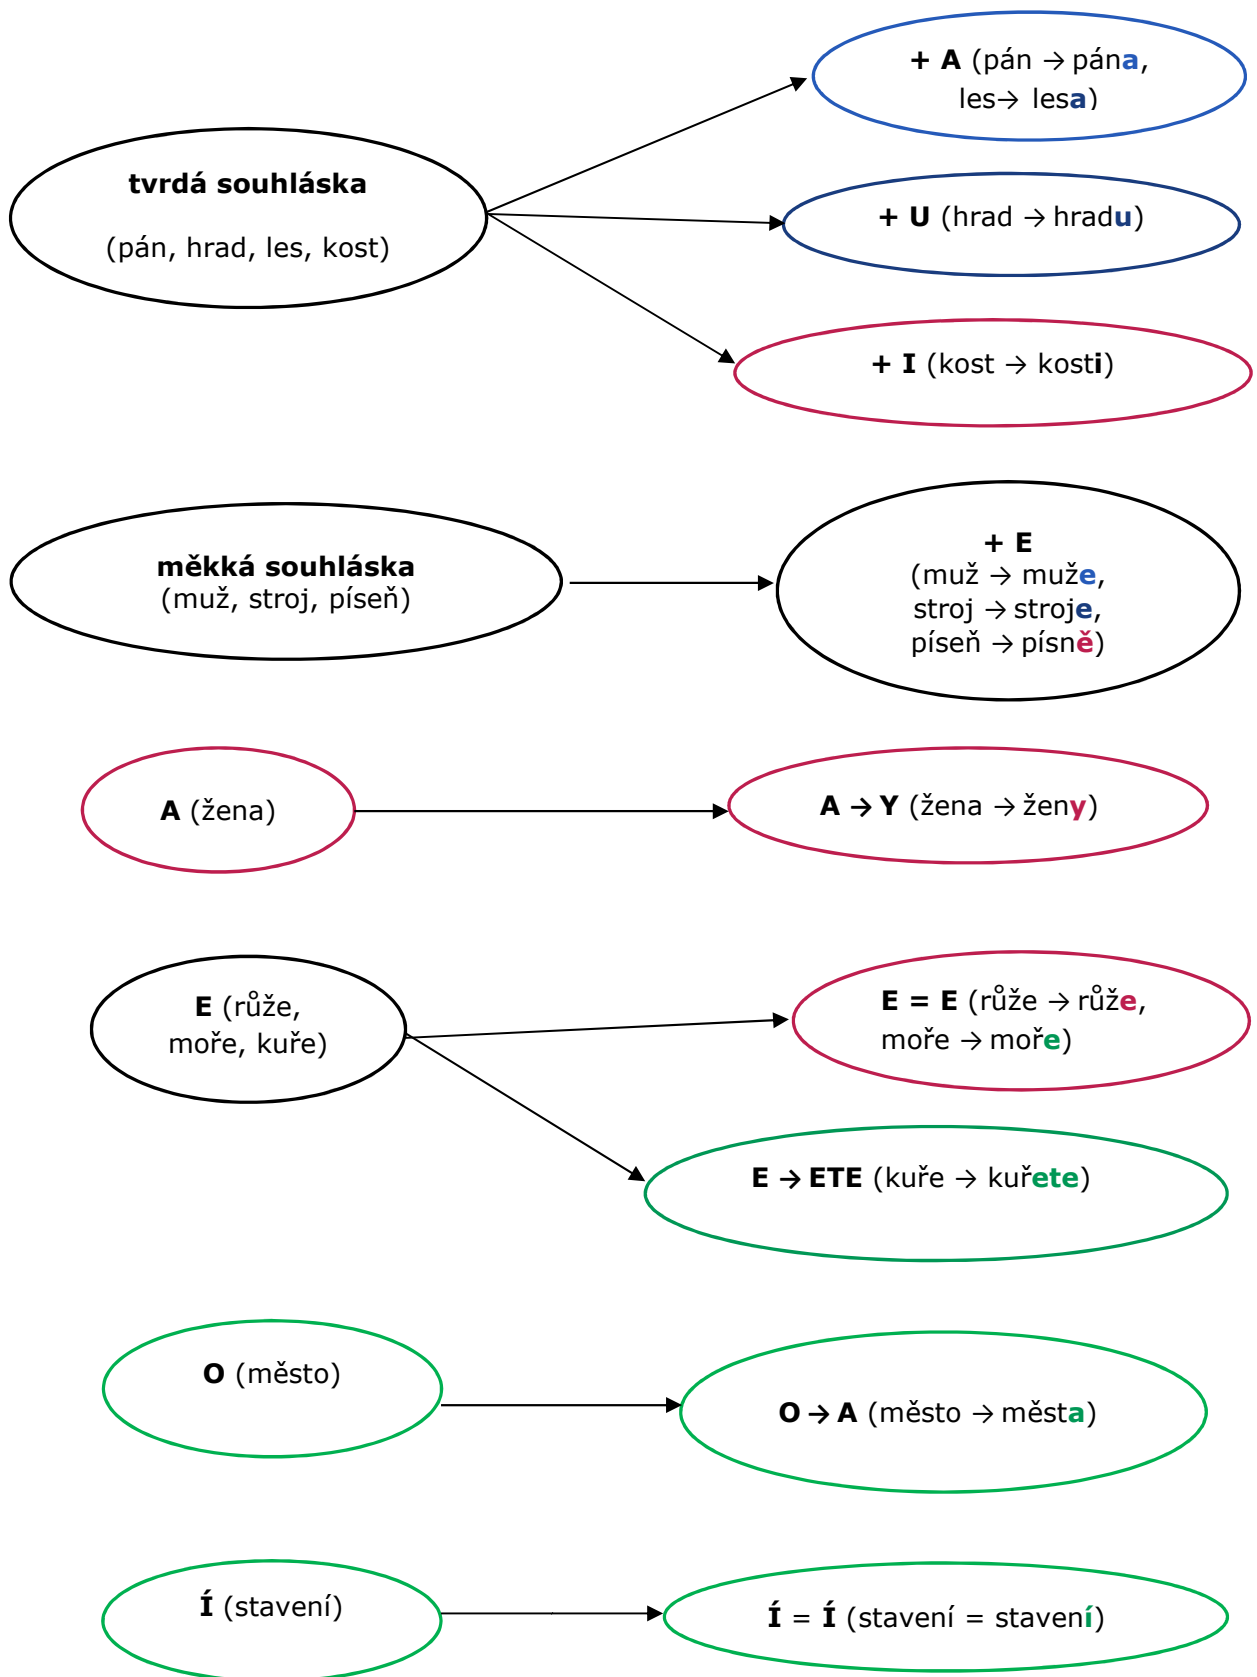 tvrdá souhláska
(pán, hrad, les, kost)
+ A (pán → pána,
les→ lesa)
+ U (hrad → hradu)
+ I (kost → kosti)
měkká souhláska
(muž, stroj, píseň)
+ E
(muž → muže,
stroj → stroje,
píseň → písně)
A (žena)
A → Y (žena → ženy)
E (růže,
moře, kuře)
E = E (růže → růže,
moře → moře)
E → ETE (kuře → kuřete)
O (město)
O → A (město → města)
Í (stavení)
Í = Í (stavení = stavení)